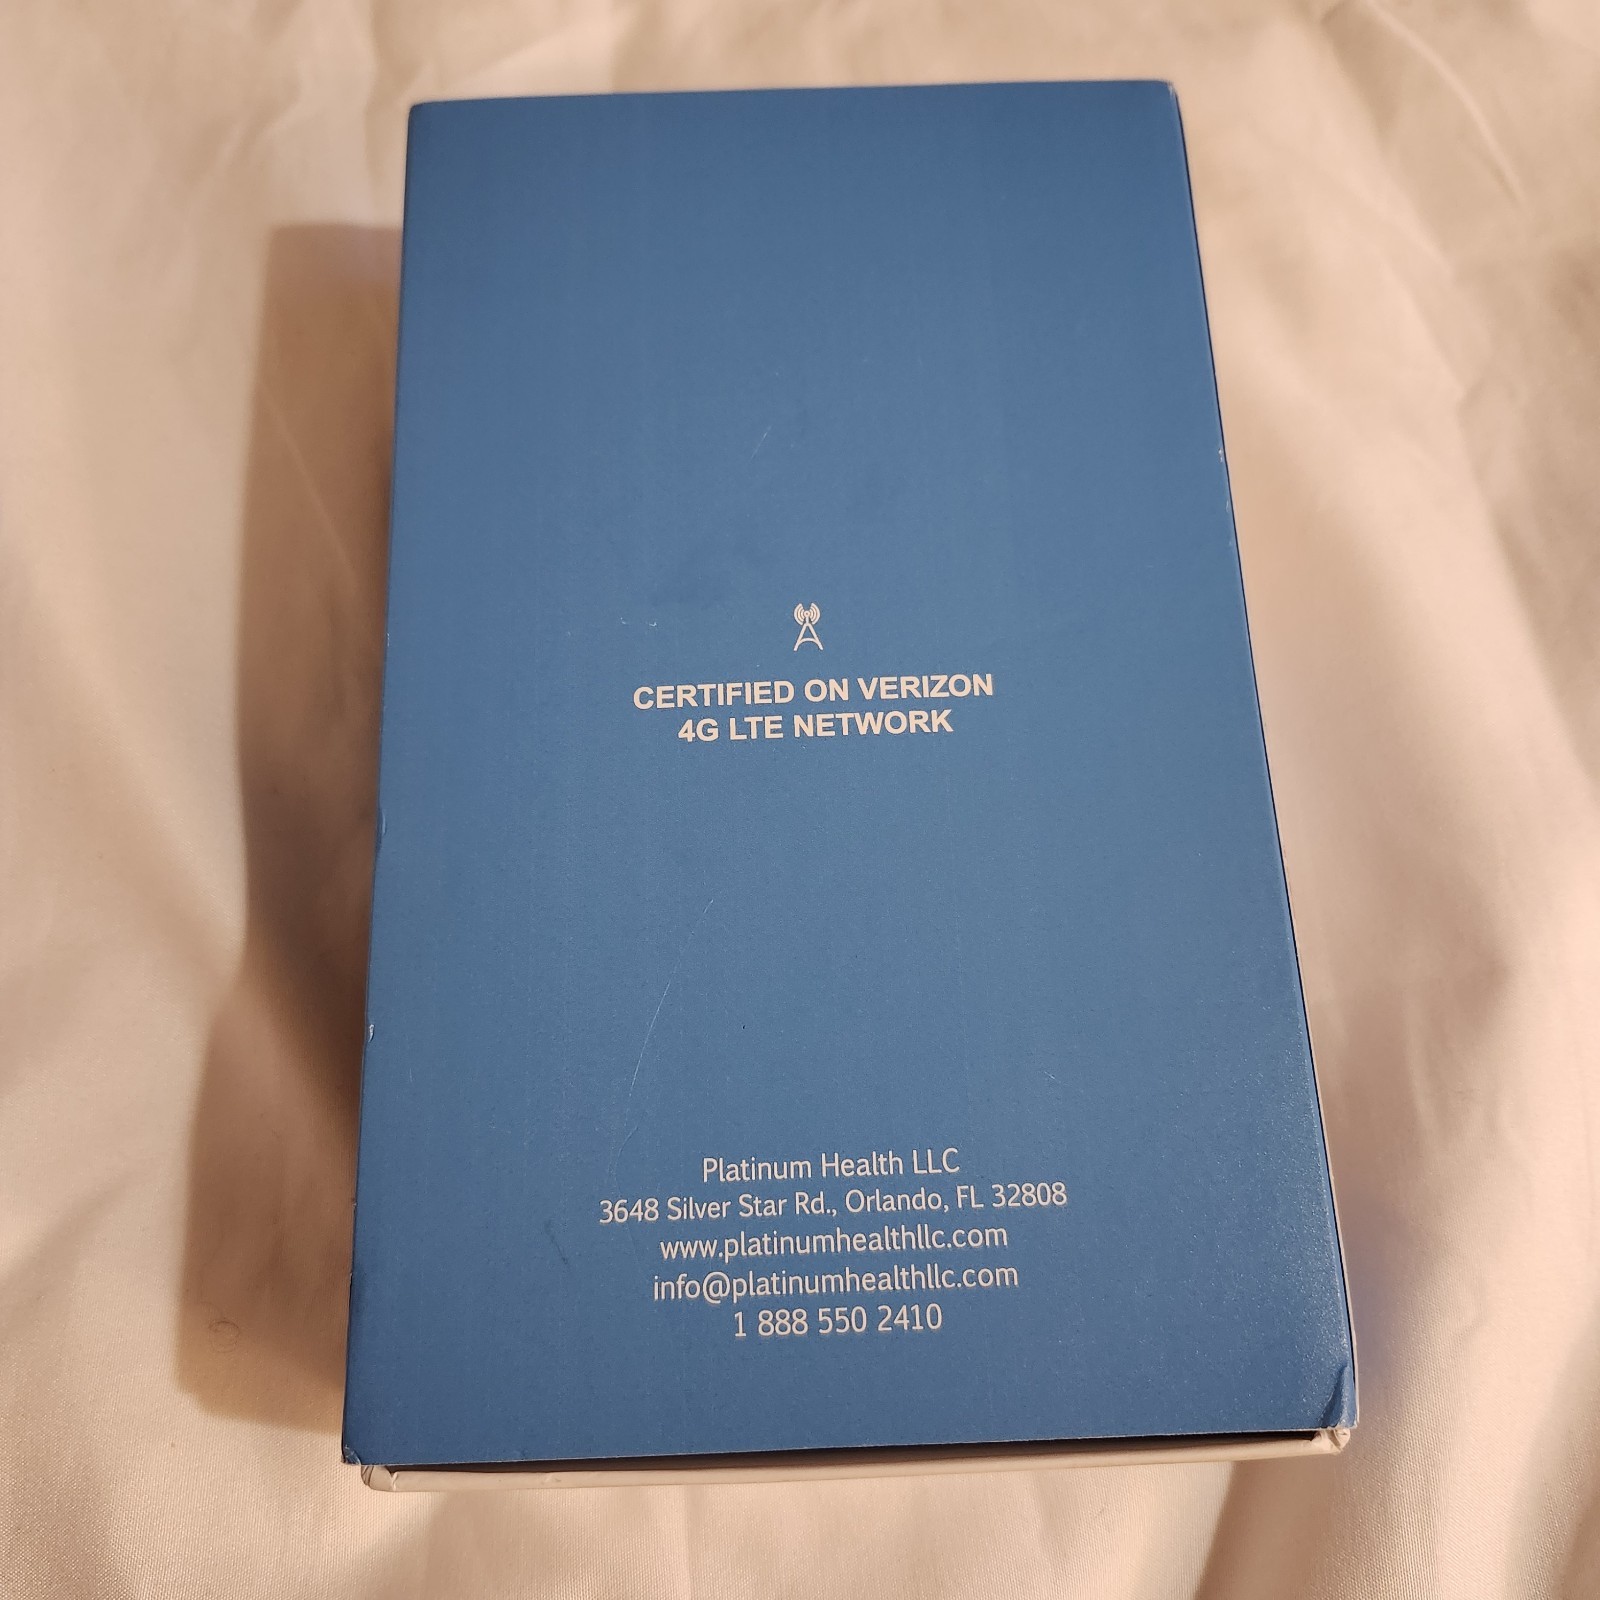 CERTIFIED ON VERIZON
4G LTE NETWORK
Platinum Health LLC
3648 Silver Star Rd., Orlando, FL 32808
www.platinumhealthllc.com
info@platinumhealthllc.com
1 888 550 2410